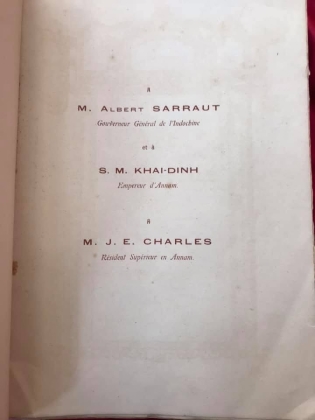 à
M. ALBERT SARRAUT
Gouverneur Général de l'Indochine
et à
S. M. KHAI-DINH
Empereur d'Annam
à
M. J. E. CHARLES
Résident Supérieur en Annam